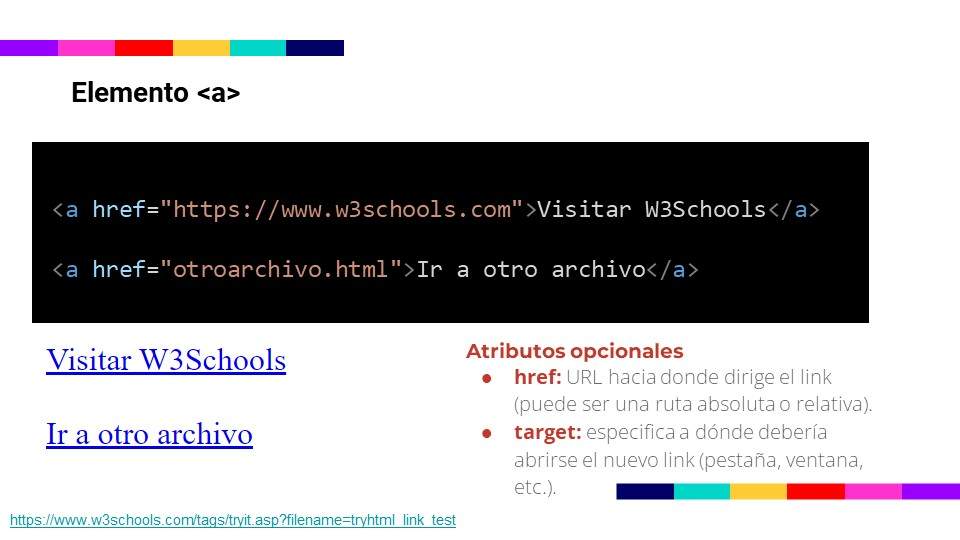 Elemento <a>
<a href="https://www.w3schools.com">Visitar W3Schools</a>
<a href="otroarchivo.html">Ir a otro archivo</a>
Visitar W3Schools
Ir a otro archivo
Atributos opcionales
● href: URL hacia donde dirige el link
(puede ser una ruta absoluta o relativa).
● target: especifica a dónde debería
abrirse el nuevo link (pestaña, ventana,
etc.).
https://www.w3schools.com/tags/tryit.asp?filename=tryhtml_link_test